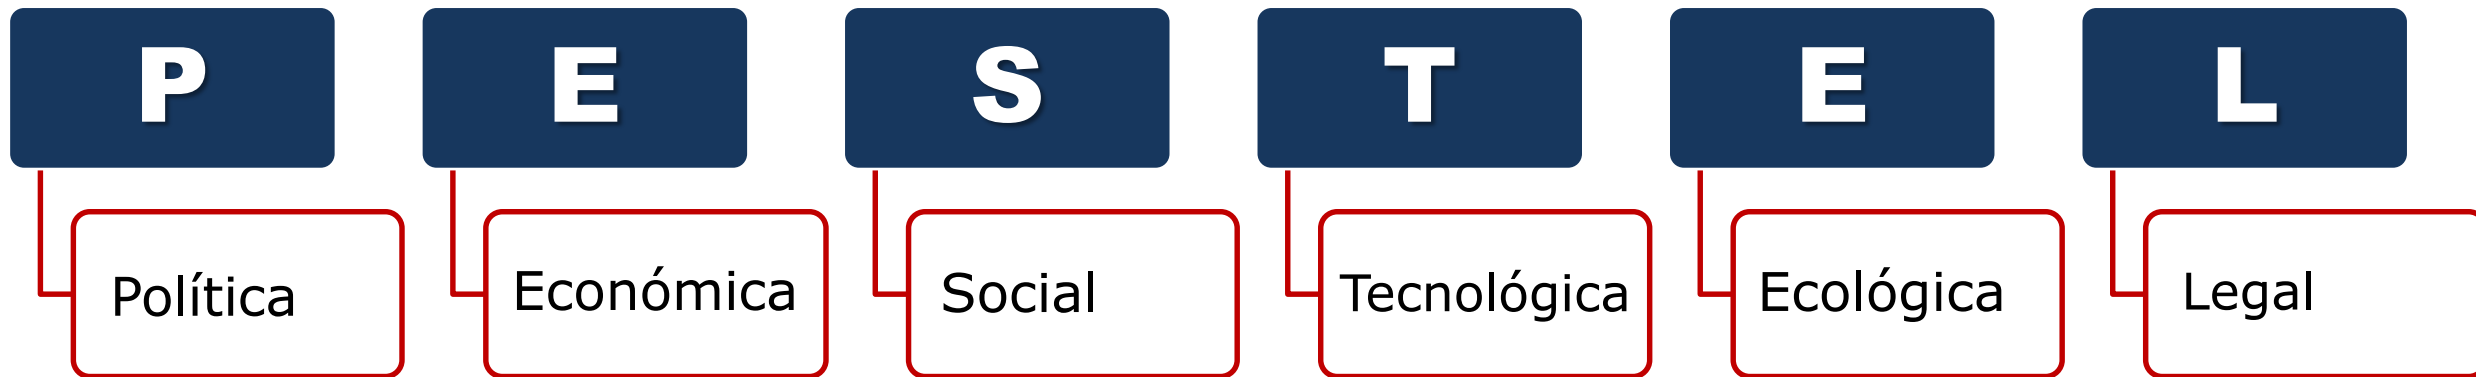 P
E
S
T
E
L
Política
Económica
Social
Tecnológica
Ecológica
Legal